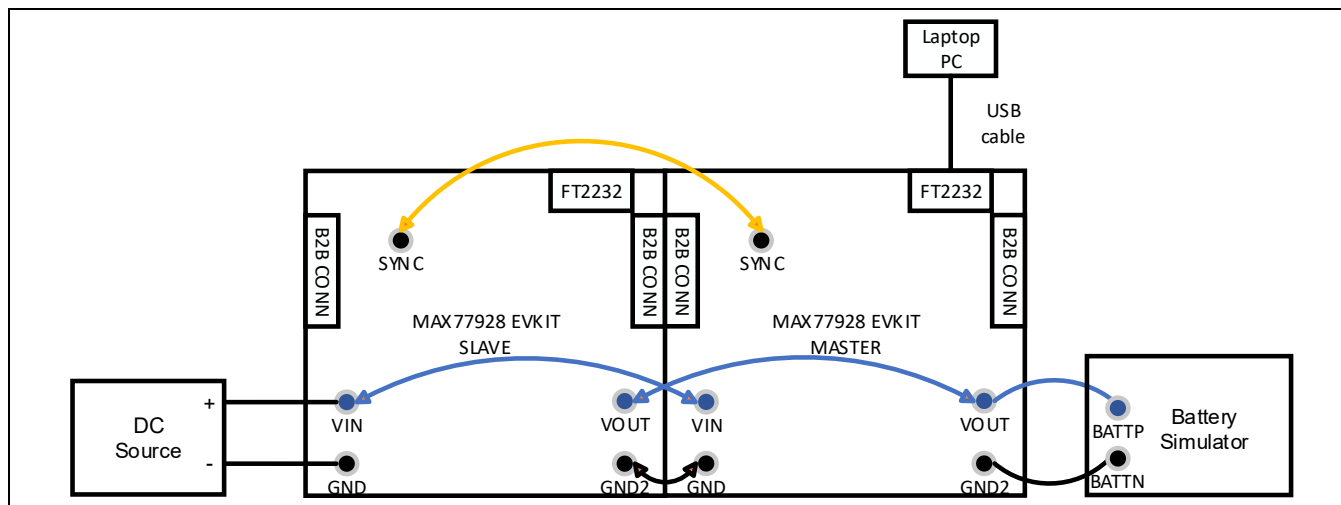 Laptop
PC
USB
cable
FT2232
FT2232
B2B CONN
B2B CONN
B2B CONN
B2B CONN
SYNC
SYNC
MAX77928 EVKIT
SLAVE
MAX77928 EVKIT
MASTER
DC
Source
+
-
VIN
GND
VOUT
GND2
VIN
GND
VOUT
GND2
BATTP
BATTN
Battery
Simulator